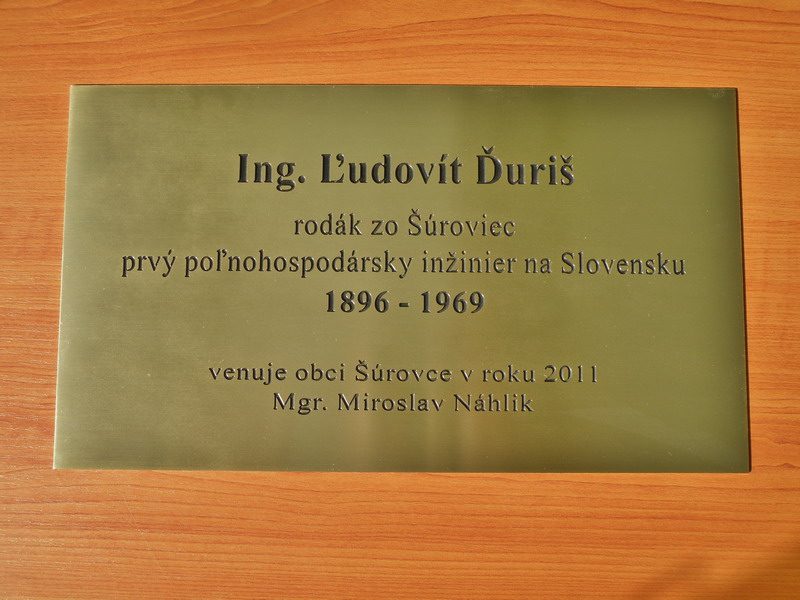 Ing. Ľudovít Ďuriš
rodák zo Šúroviec
prvý poľnohospodársky inžinier na Slovensku
1896 - 1969
venuje obci Šúrovce v roku 2011
Mgr. Miroslav Náhlik